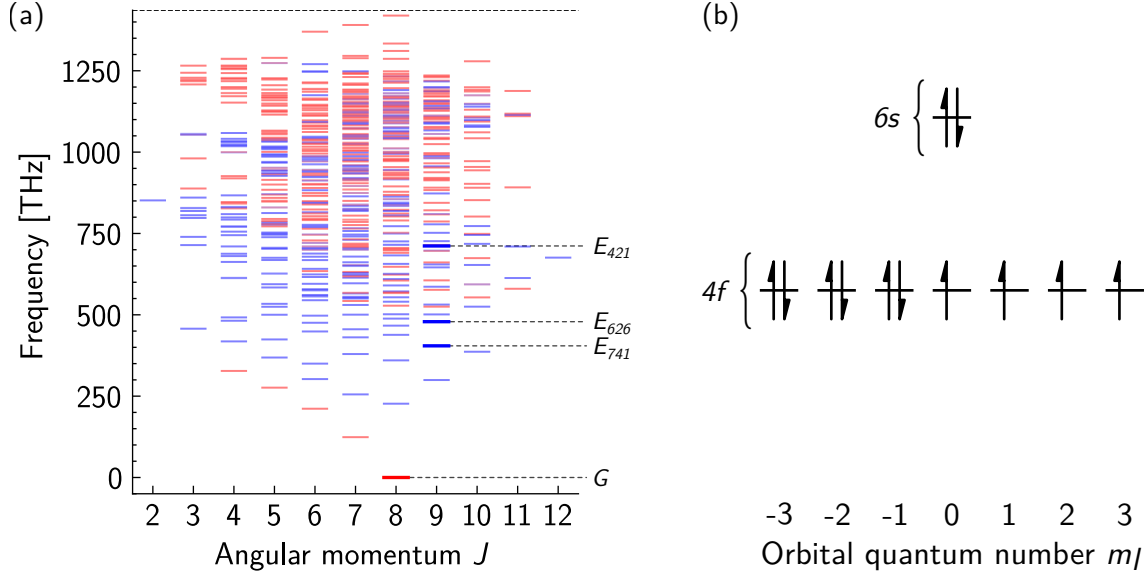 (a)
Frequency [THz]
1250
1000
750
500
250
0
2 3 4 5 6 7 8 9 10 11 12
Angular momentum J
E421
E626
E741
G
(b)
6s
4f
-3 -2 -1 0 1 2 3
Orbital quantum number ml